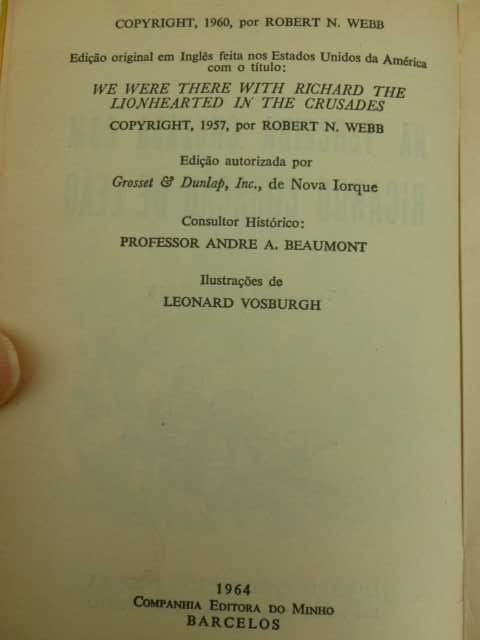 COPYRIGHT, 1960, por ROBERT N. WEBB
Edição original em Inglês feita nos Estados Unidos da América
com o título:
WE WERE THERE WITH RICHARD THE
LIONHEARTED IN THE CRUSADES
COPYRIGHT, 1957, por ROBERT N. WEBB
Edição autorizada por
Grosset & Dunlap, Inc., de Nova Iorque
Consultor Histórico:
PROFESSOR ANDRE A. BEAUMONT
Ilustrações de
LEONARD VOSBURGH
1964
COMPANHIA EDITORA DO MINHO
BARCELOS